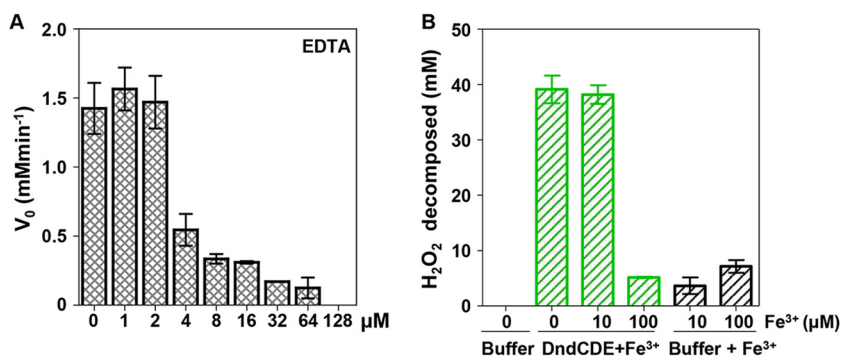 A
EDTA
V0 (mMmin-1)
2.0
1.5
1.0
0.5
0
0 1 2 4 8 16 32 64 128 μM
B
H2O2 decomposed (mM)
50
40
30
20
10
0
0 0 10 100 10 100 Fe3+ (μM)
Buffer DndCDE+Fe3+ Buffer + Fe3+